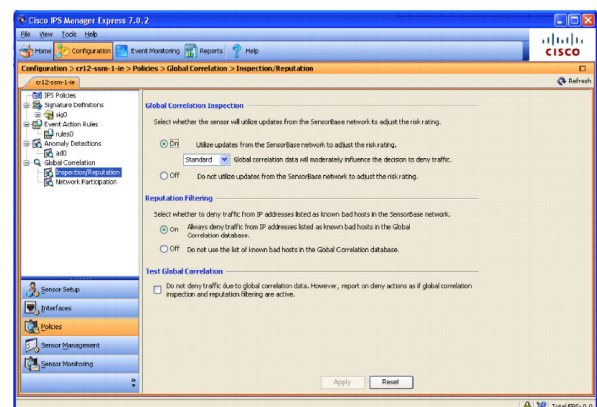 Cisco IPS Manager Express 7.0.2
File View Tools Help
Home Configuration Event Monitoring Reports Help
CISCO
Configuration > cr12-ssm-1-ie > Policies > Global Correlation > Inspection/Reputation
cr12-ssm-1-ie
Refresh
IPS Policies
Signature Definitions
sig0
Event Action Rules
rules0
Anomaly Detections
ad0
Global Correlation
Inspection/Reputation
Network Participation
Sensor Setup
Interfaces
Policies
Sensor Management
Sensor Monitoring
Global Correlation Inspection
Select whether the sensor will utilize updates from the SensorBase network to adjust the risk rating.
On Utilize updates from the SensorBase network to adjust the risk rating.
Standard Global correlation data will moderately influence the decision to deny traffic.
Off Do not utilize updates from the SensorBase network to adjust the risk rating.
Reputation Filtering
Select whether to deny traffic from IP addresses listed as known bad hosts in the SensorBase network.
On Always deny traffic from IP addresses listed as known bad hosts in the Global
Correlation database.
Off Do not use the list of known bad hosts in the Global Correlation database.
Test Global Correlation
Do not deny traffic due to global correlation data. However, report on deny actions as if global correlation
inspection and reputation filtering are active.
Apply Reset
Total EPS: 0.0